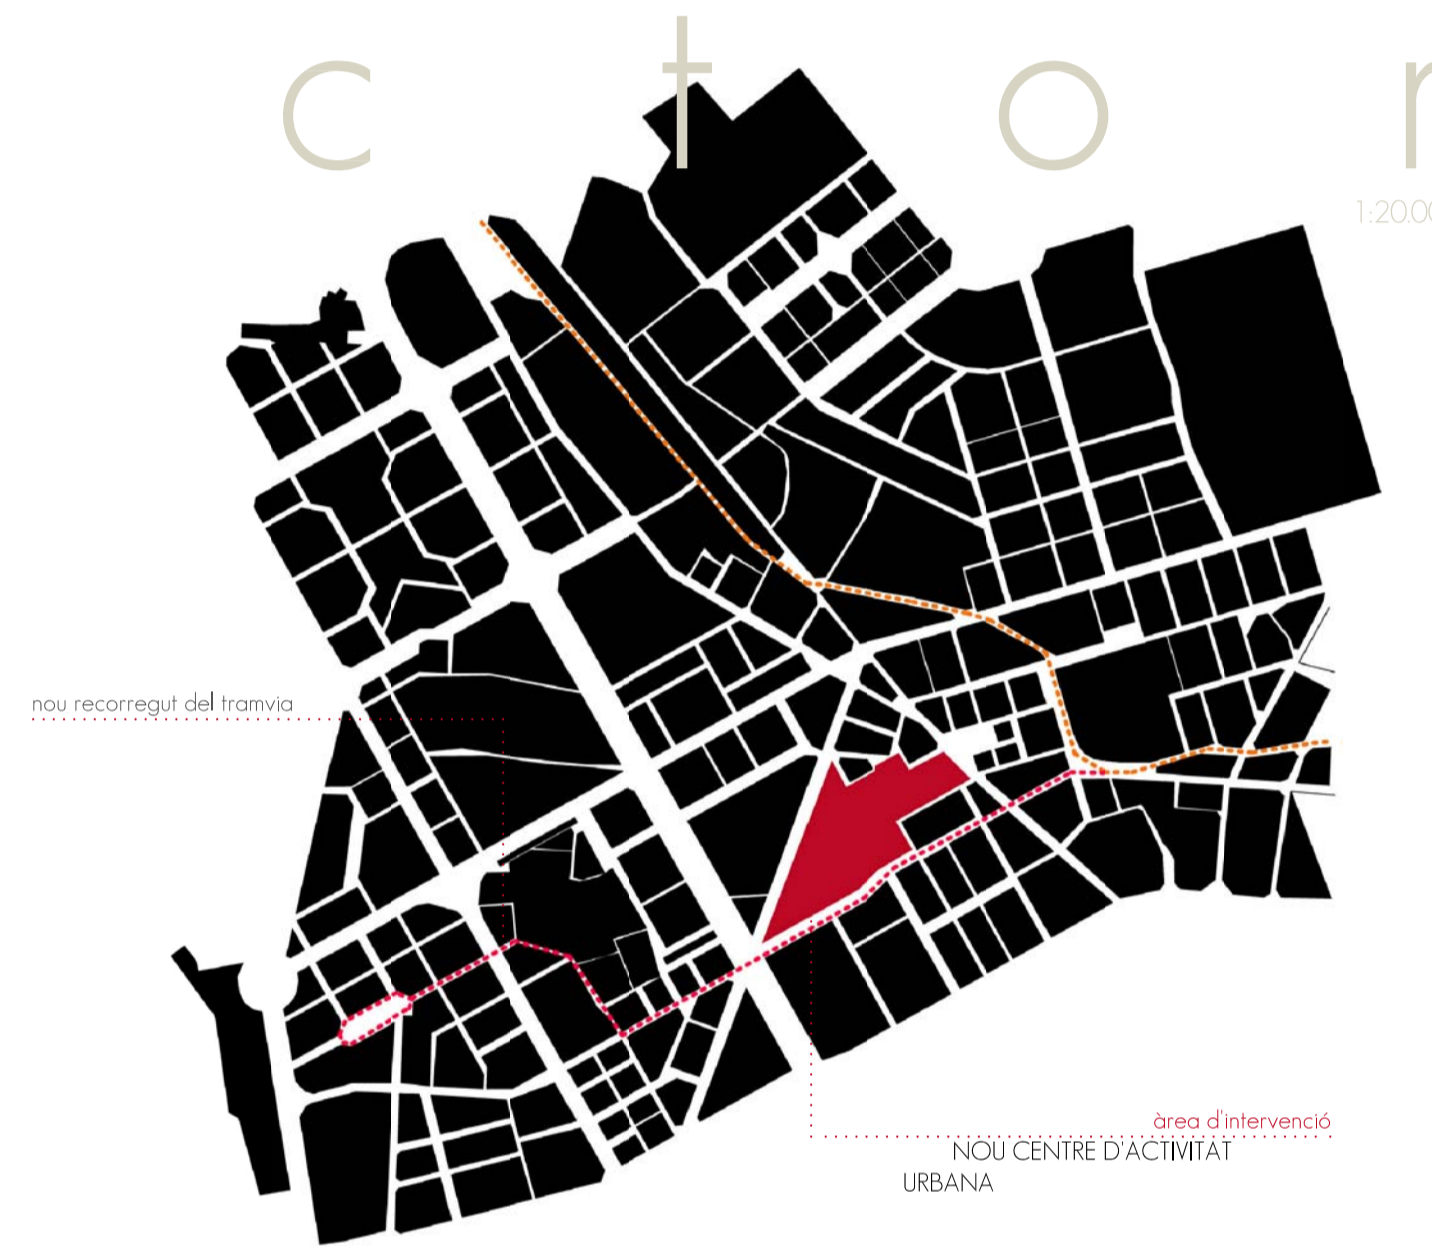 c t o r
1:20.00
nou recorregut del tramvia
àrea d'intervenció
NOU CENTRE D'ACTIVITAT
URBANA